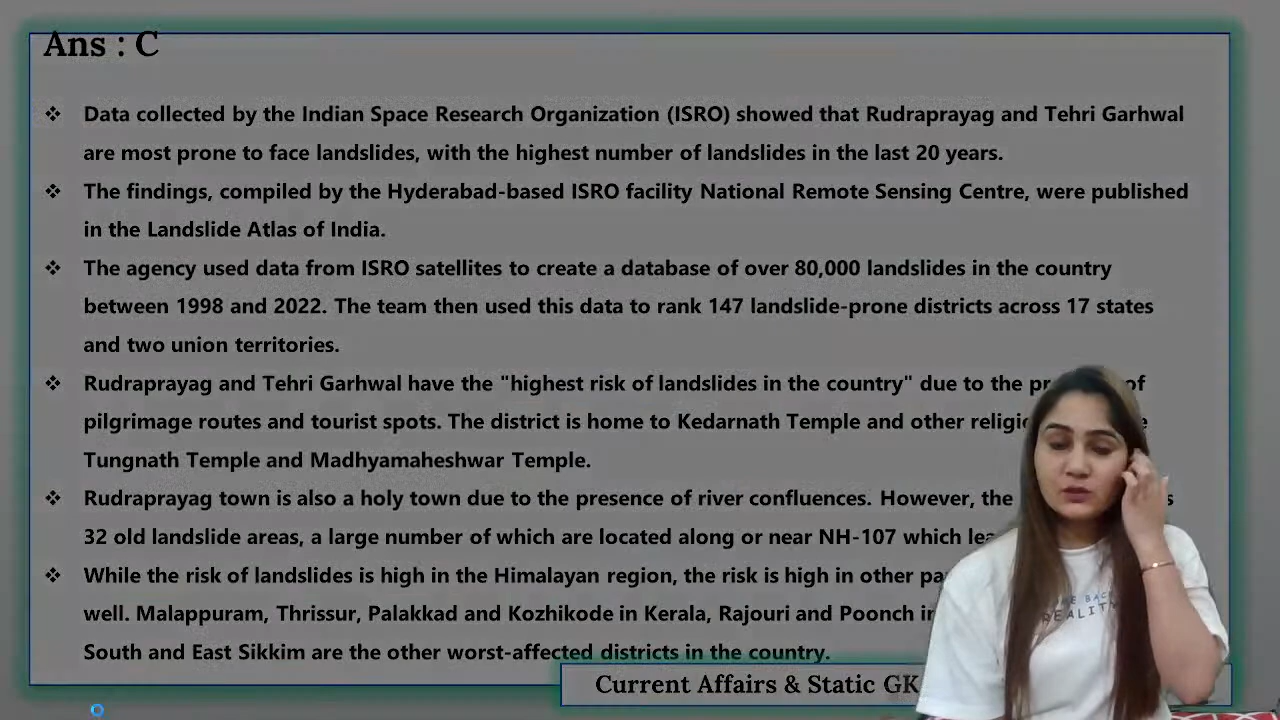 Ans : C
❖ Data collected by the Indian Space Research Organization (ISRO) showed that Rudraprayag and Tehri Garhwal
are most prone to face landslides, with the highest number of landslides in the last 20 years.
❖ The findings, compiled by the Hyderabad-based ISRO facility National Remote Sensing Centre, were published
in the Landslide Atlas of India.
❖ The agency used data from ISRO satellites to create a database of over 80,000 landslides in the country
between 1998 and 2022. The team then used this data to rank 147 landslide-prone districts across 17 states
and two union territories.
❖ Rudraprayag and Tehri Garhwal have the "highest risk of landslides in the country" due to the of
pilgrimage routes and tourist spots. The district is home to Kedarnath Temple and other
Tungnath Temple and Madhyamaheshwar Temple.
❖ Rudraprayag town is also a holy town due to the presence of river confluences. However, the
32 old landslide areas, a large number of which are located along or near NH-107 which
❖ While the risk of landslides is high in the Himalayan region, the risk is high in other
well. Malappuram, Thrissur, Palakkad and Kozhikode in Kerala, Rajouri and Poonch
South and East Sikkim are the other worst-affected districts in the country.
Current Affairs & Static GK
REALITY